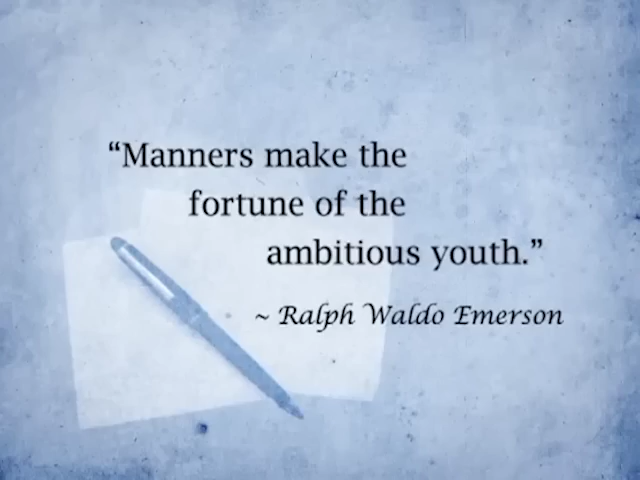 “Manners make the
fortune of the
ambitious youth.”
~ Ralph Waldo Emerson